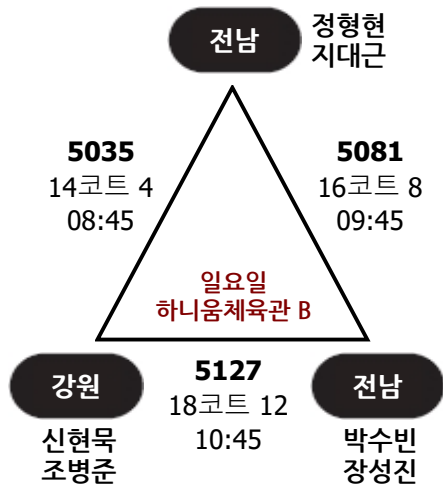 전남
정형현
지대근
5035
14코트 4
08:45
5081
16코트 8
09:45
일요일
하니움체육관 B
강원
신현묵
조병준
5127
18코트 12
10:45
전남
박수빈
장성진